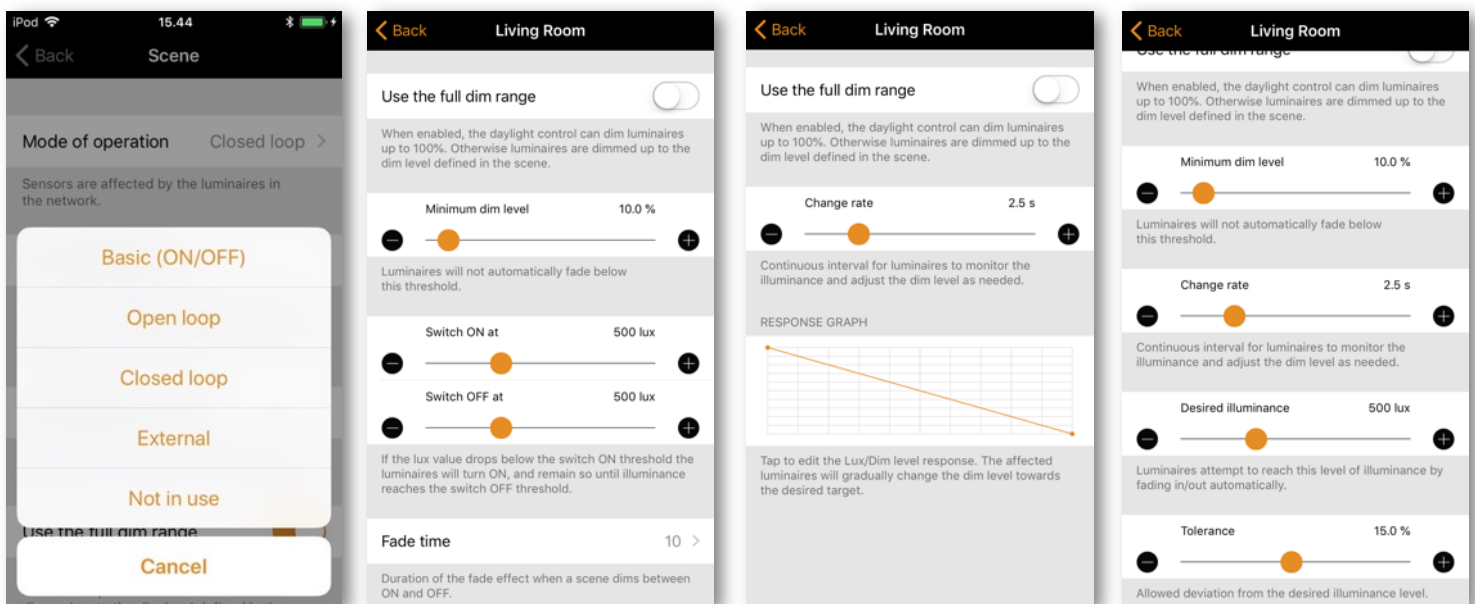 iPod 15.44
Back Scene
Mode of operation Closed loop
Sensors are affected by the luminaires in
the network.
Basic (ON/OFF)
Open loop
Closed loop
External
Not in use
Use the full dim range
Cancel
Back Living Room
Use the full dim range
When enabled, the daylight control can dim luminaires
up to 100%. Otherwise luminaires are dimmed up to the
dim level defined in the scene.
Minimum dim level 10.0 %
Luminaires will not automatically fade below
this threshold.
Switch ON at 500 lux
Switch OFF at 500 lux
If the lux value drops below the switch ON threshold the
luminaires will turn ON, and remain so until illuminance
reaches the switch OFF threshold.
Fade time 10
Duration of the fade effect when a scene dims between
ON and OFF.
Back Living Room
Use the full dim range
When enabled, the daylight control can dim luminaires
up to 100%. Otherwise luminaires are dimmed up to the
dim level defined in the scene.
Change rate 2.5 s
Continuous interval for luminaires to monitor the
illuminance and adjust the dim level as needed.
RESPONSE GRAPH
Tap to edit the Lux/Dim level response. The affected
luminaires will gradually change the dim level towards
the desired target.
Back Living Room
Use the full dim range
When enabled, the daylight control can dim luminaires
up to 100%. Otherwise luminaires are dimmed up to the
dim level defined in the scene.
Minimum dim level 10.0 %
Luminaires will not automatically fade below
this threshold.
Change rate 2.5 s
Continuous interval for luminaires to monitor the
illuminance and adjust the dim level as needed.
Desired illuminance 500 lux
Luminaires attempt to reach this level of illuminance by
fading in/out automatically.
Tolerance 15.0 %
Allowed deviation from the desired illuminance level.